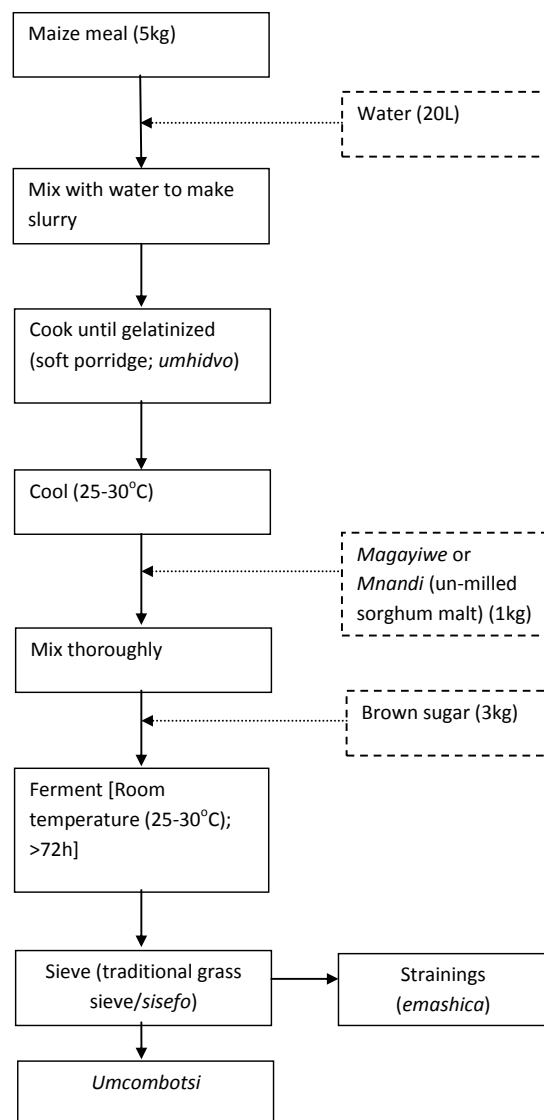 Maize meal (5kg)
Water (20L)
Mix with water to make
slurry
Cook until gelatinized
(soft porridge; umhidvo)
Cool (25-30°C)
Magayiwe or
Mnandi (un-milled
sorghum malt) (1kg)
Mix thoroughly
Brown sugar (3kg)
Ferment [Room
temperature (25-30°C;
>72h]
Sieve (traditional grass
sieve/sisefo)
Strainings
(emashica)
Umcombotsi